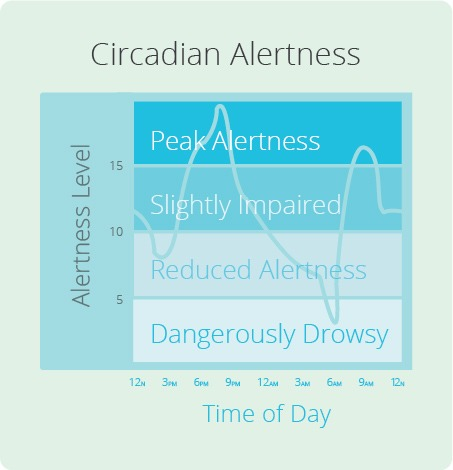 Circadian Alertness
Alertness Level
Peak Alertness
15
Slightly Impaired
10
Reduced Alertness
5
Dangerously Drowsy
12N 3PM 6PM 9PM 12AM 3AM 6AM 9AM 12N
Time of Day